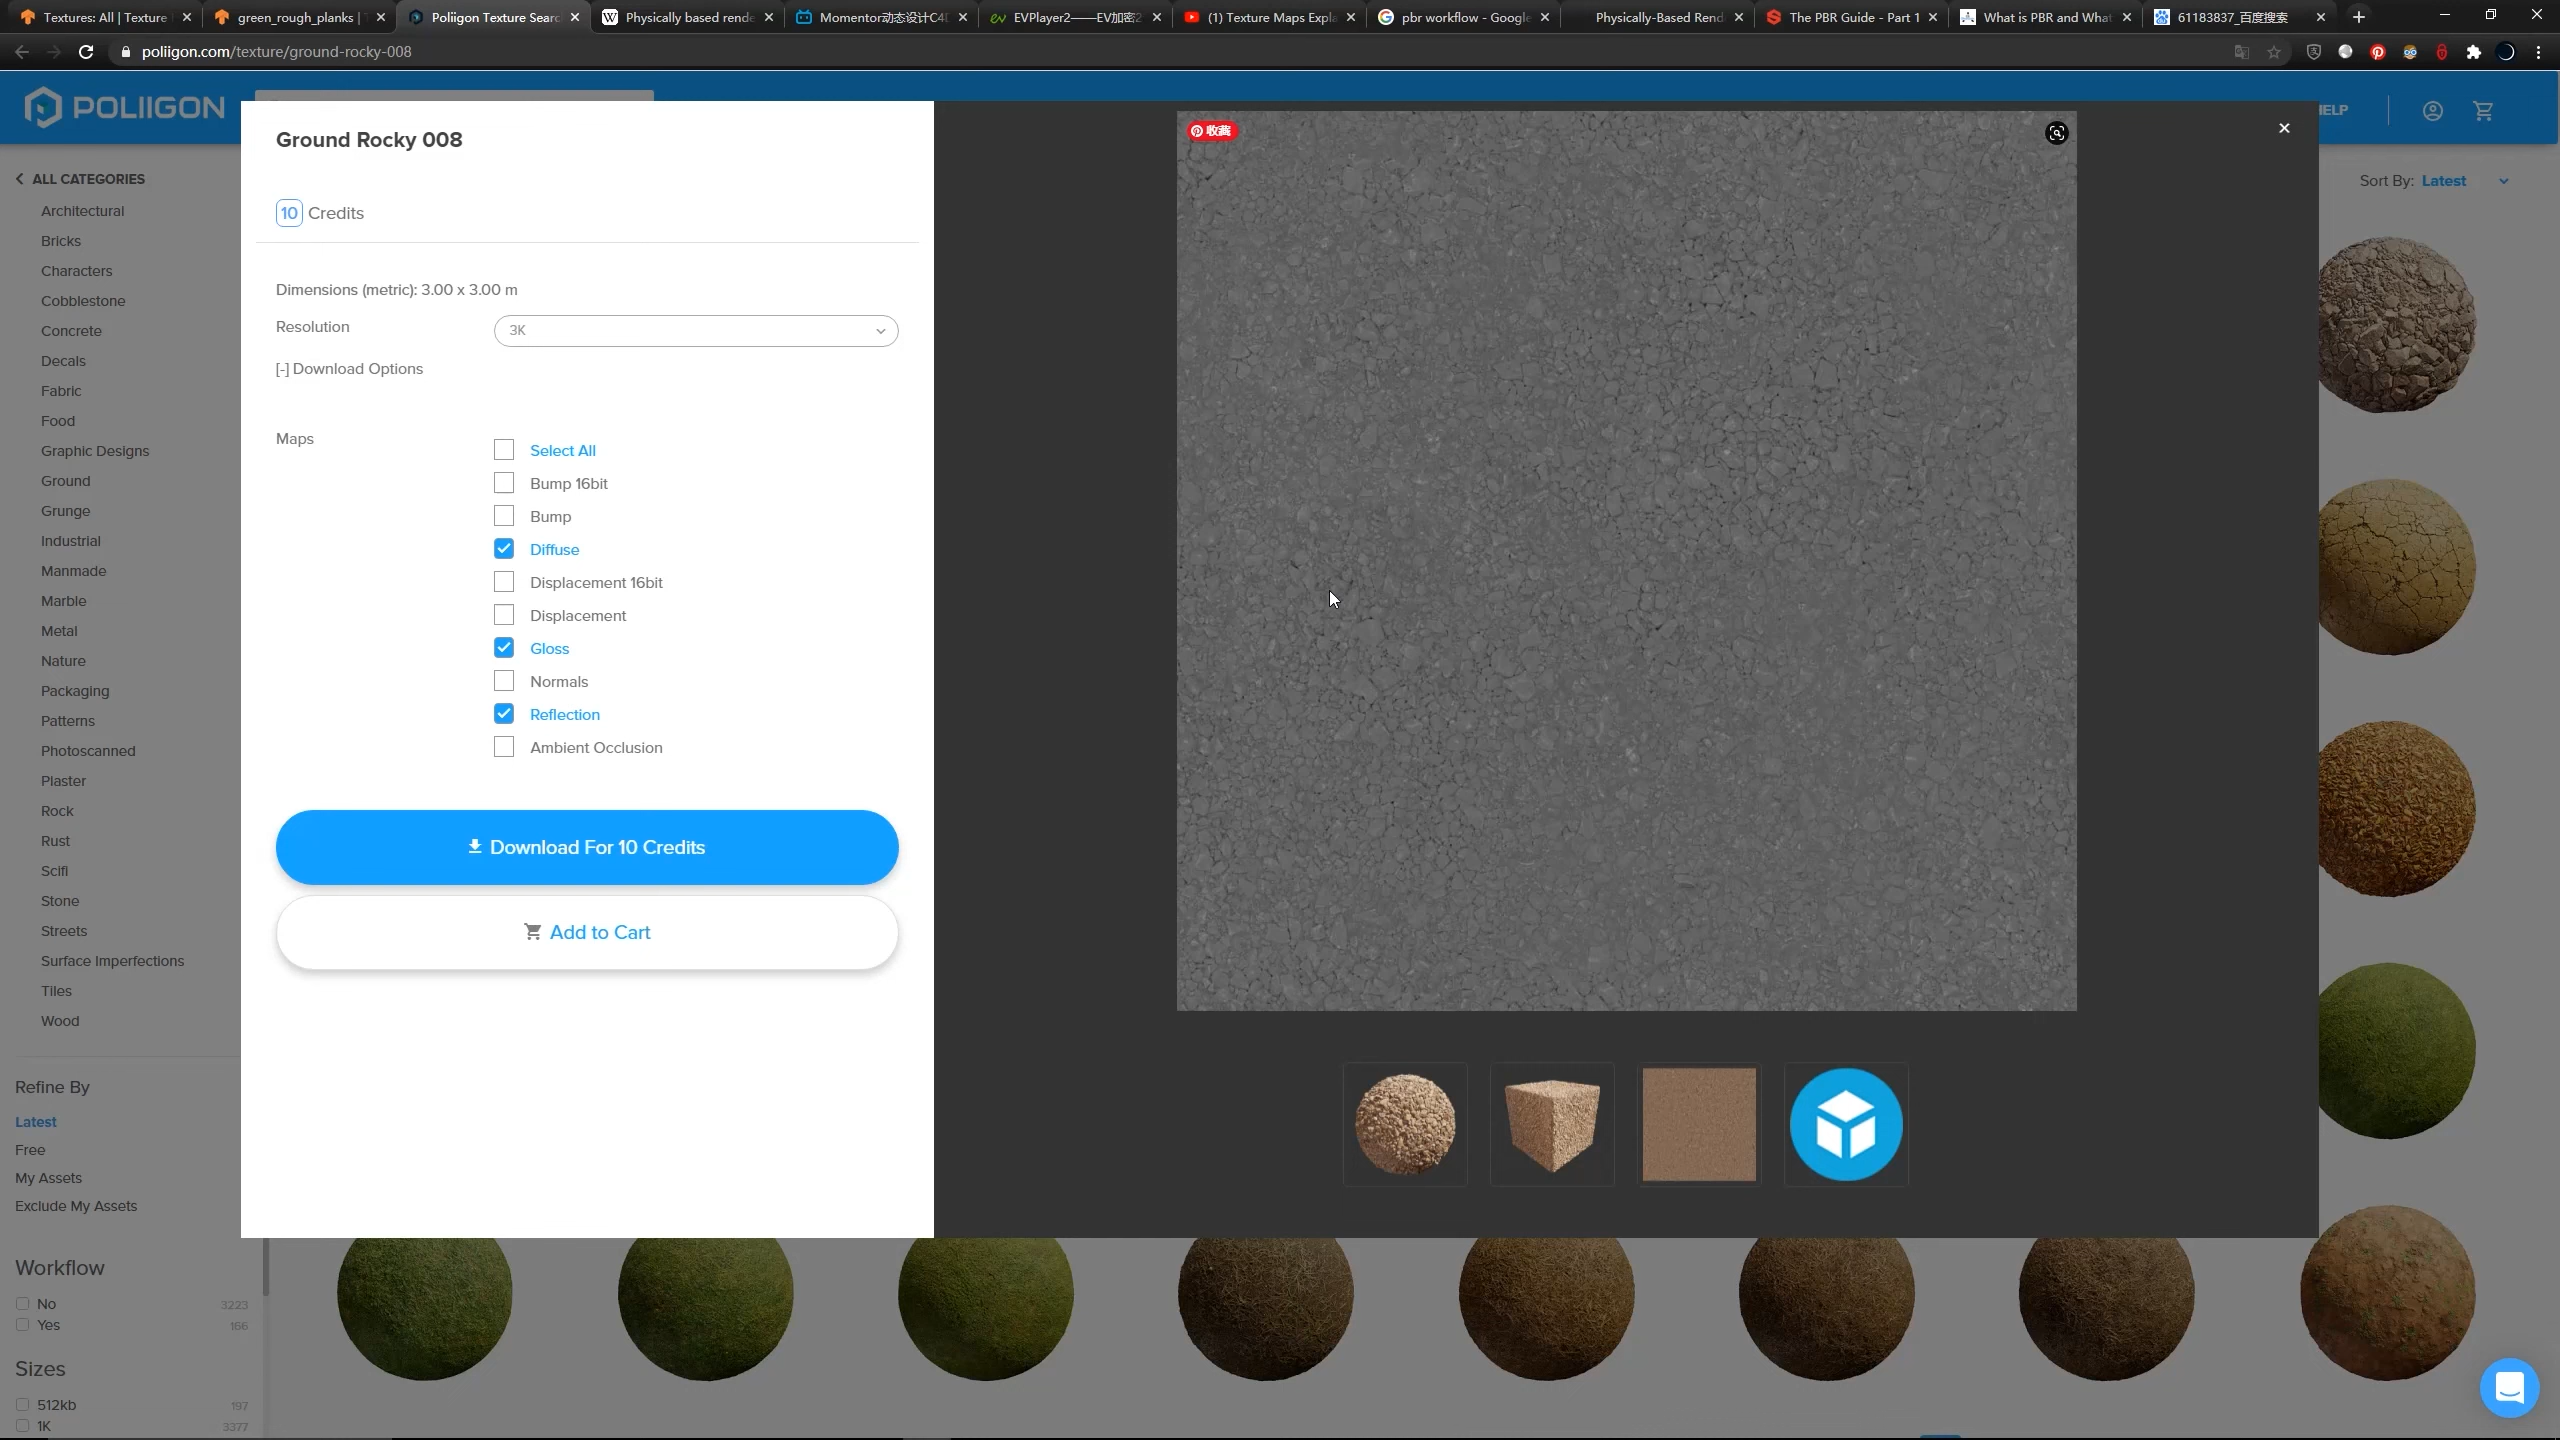 Textures: All | Texture
green_rough_planks | T
Poliigon Texture Searc
Physically based rende
Momentor动态设计C4D
EVPlayer2——EV加密2
(1) Texture Maps Expla
pbr workflow - Google
Physically-Based Rend
The PBR Guide - Part 1
What is PBR and What
61183837_百度搜索
poliigon.com/texture/ground-rocky-008
POLIIGON
HELP
ALL CATEGORIES
Architectural
Bricks
Characters
Cobblestone
Concrete
Decals
Fabric
Food
Graphic Designs
Ground
Grunge
Industrial
Manmade
Marble
Metal
Nature
Packaging
Patterns
Photoscanned
Plaster
Rock
Rust
Scifi
Stone
Streets
Surface Imperfections
Tiles
Wood
Refine By
Latest
Free
My Assets
Exclude My Assets
Workflow
No 3223
Yes 166
Sizes
512kb 197
1K 3377
Ground Rocky 008
10 Credits
Dimensions (metric): 3.00 x 3.00 m
Resolution 3K
[-] Download Options
Maps
Select All
Bump 16bit
Bump
Diffuse
Displacement 16bit
Displacement
Gloss
Normals
Reflection
Ambient Occlusion
Download For 10 Credits
Add to Cart
收藏
Sort By: Latest